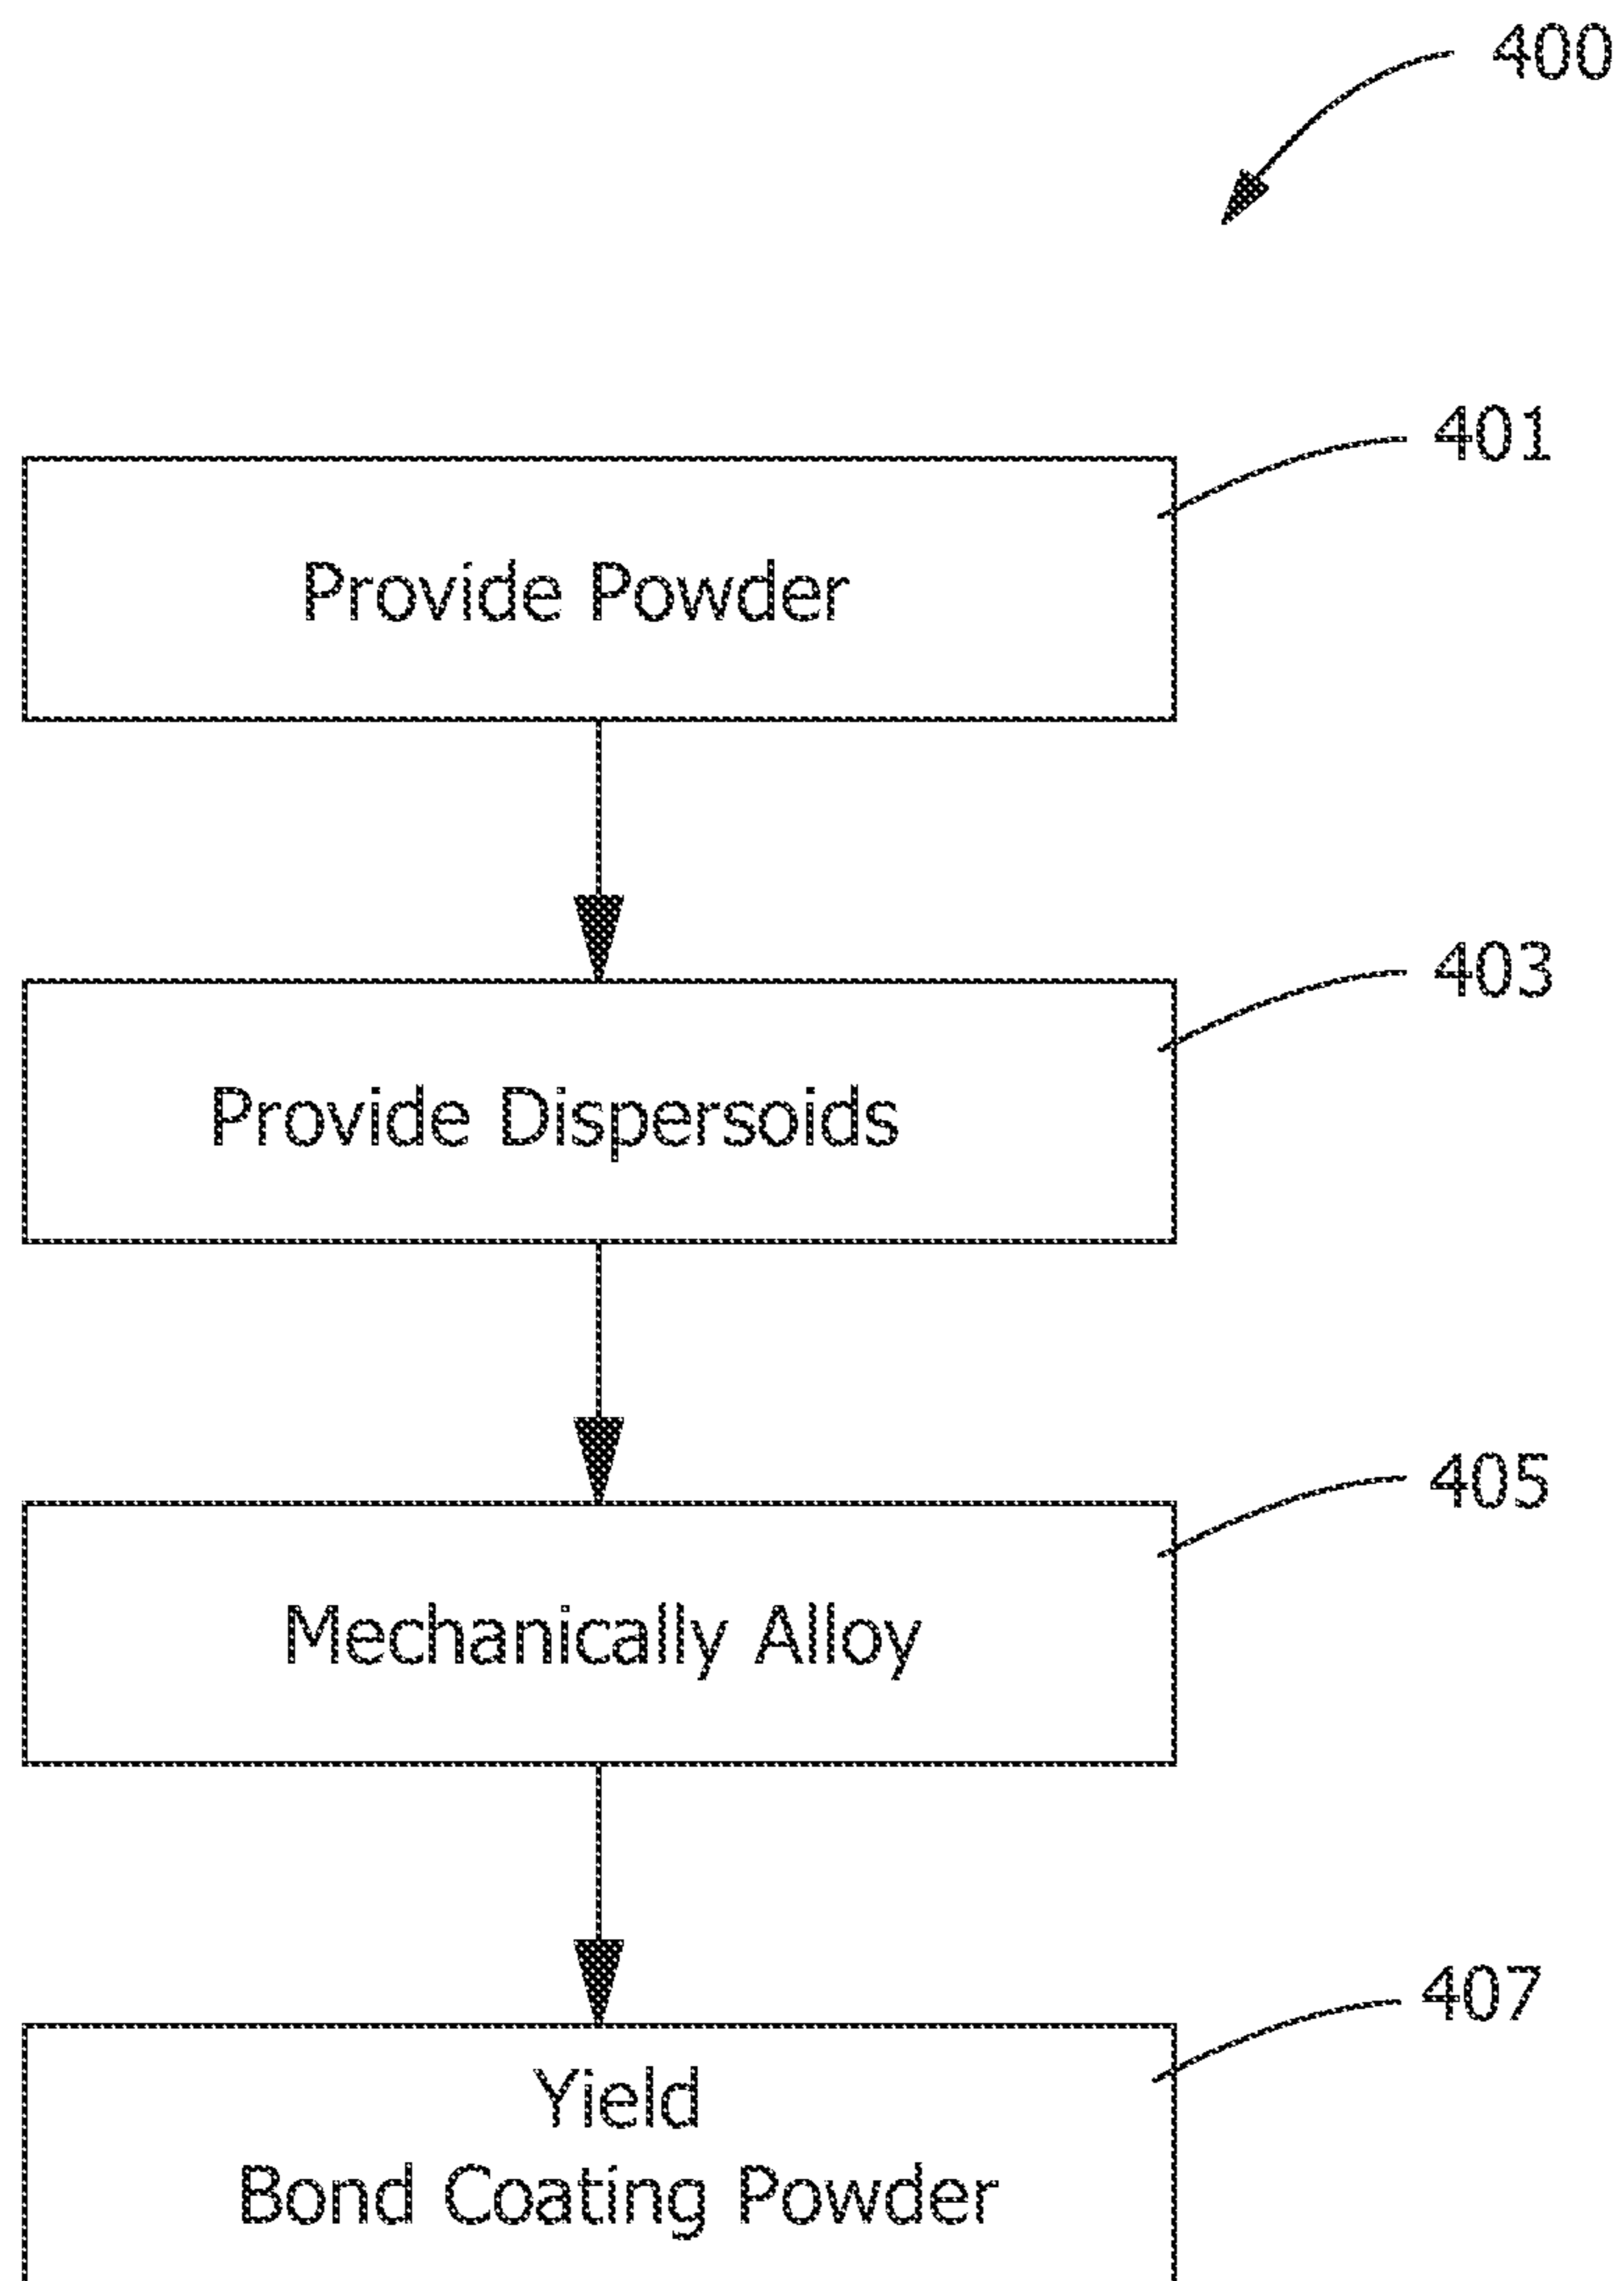 400
401
Provide Powder
403
Provide Dispersoids
405
Mechanically Alloy
407
Yield
Bond Coating Powder